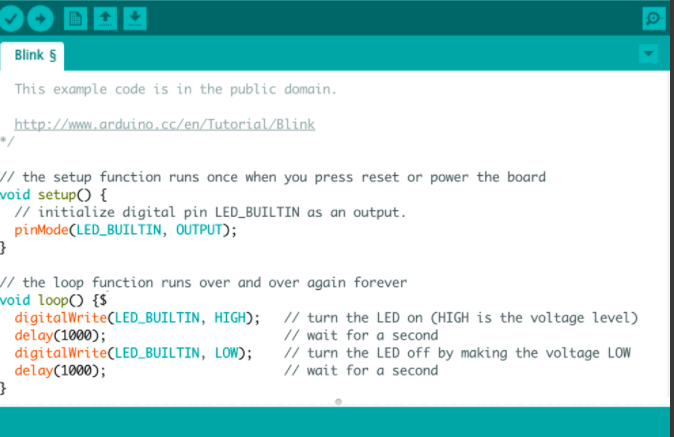 Blink §
This example code is in the public domain.
http://www.arduino.cc/en/Tutorial/Blink
*/
// the setup function runs once when you press reset or power the board
void setup() {
  // initialize digital pin LED_BUILTIN as an output.
  pinMode(LED_BUILTIN, OUTPUT);
}
// the loop function runs over and over again forever
void loop() {$
  digitalWrite(LED_BUILTIN, HIGH);   // turn the LED on (HIGH is the voltage level)
  delay(1000);                       // wait for a second
  digitalWrite(LED_BUILTIN, LOW);    // turn the LED off by making the voltage LOW
  delay(1000);                       // wait for a second
}